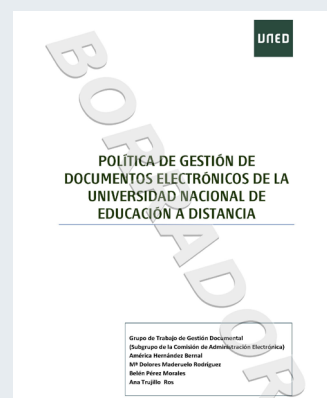 UNED
BORRADOR
POLÍTICA DE GESTIÓN DE
DOCUMENTOS ELECTRÓNICOS DE LA
UNIVERSIDAD NACIONAL DE
EDUCACIÓN A DISTANCIA
Grupo de Trabajo de Gestión Documental
(Subgrupo de la Comisión de Administración Electrónica)
América Hernández Bernal
Mª Dolores Maderuelo Rodríguez
Belén Pérez Morales
Ana Trujillo Ros